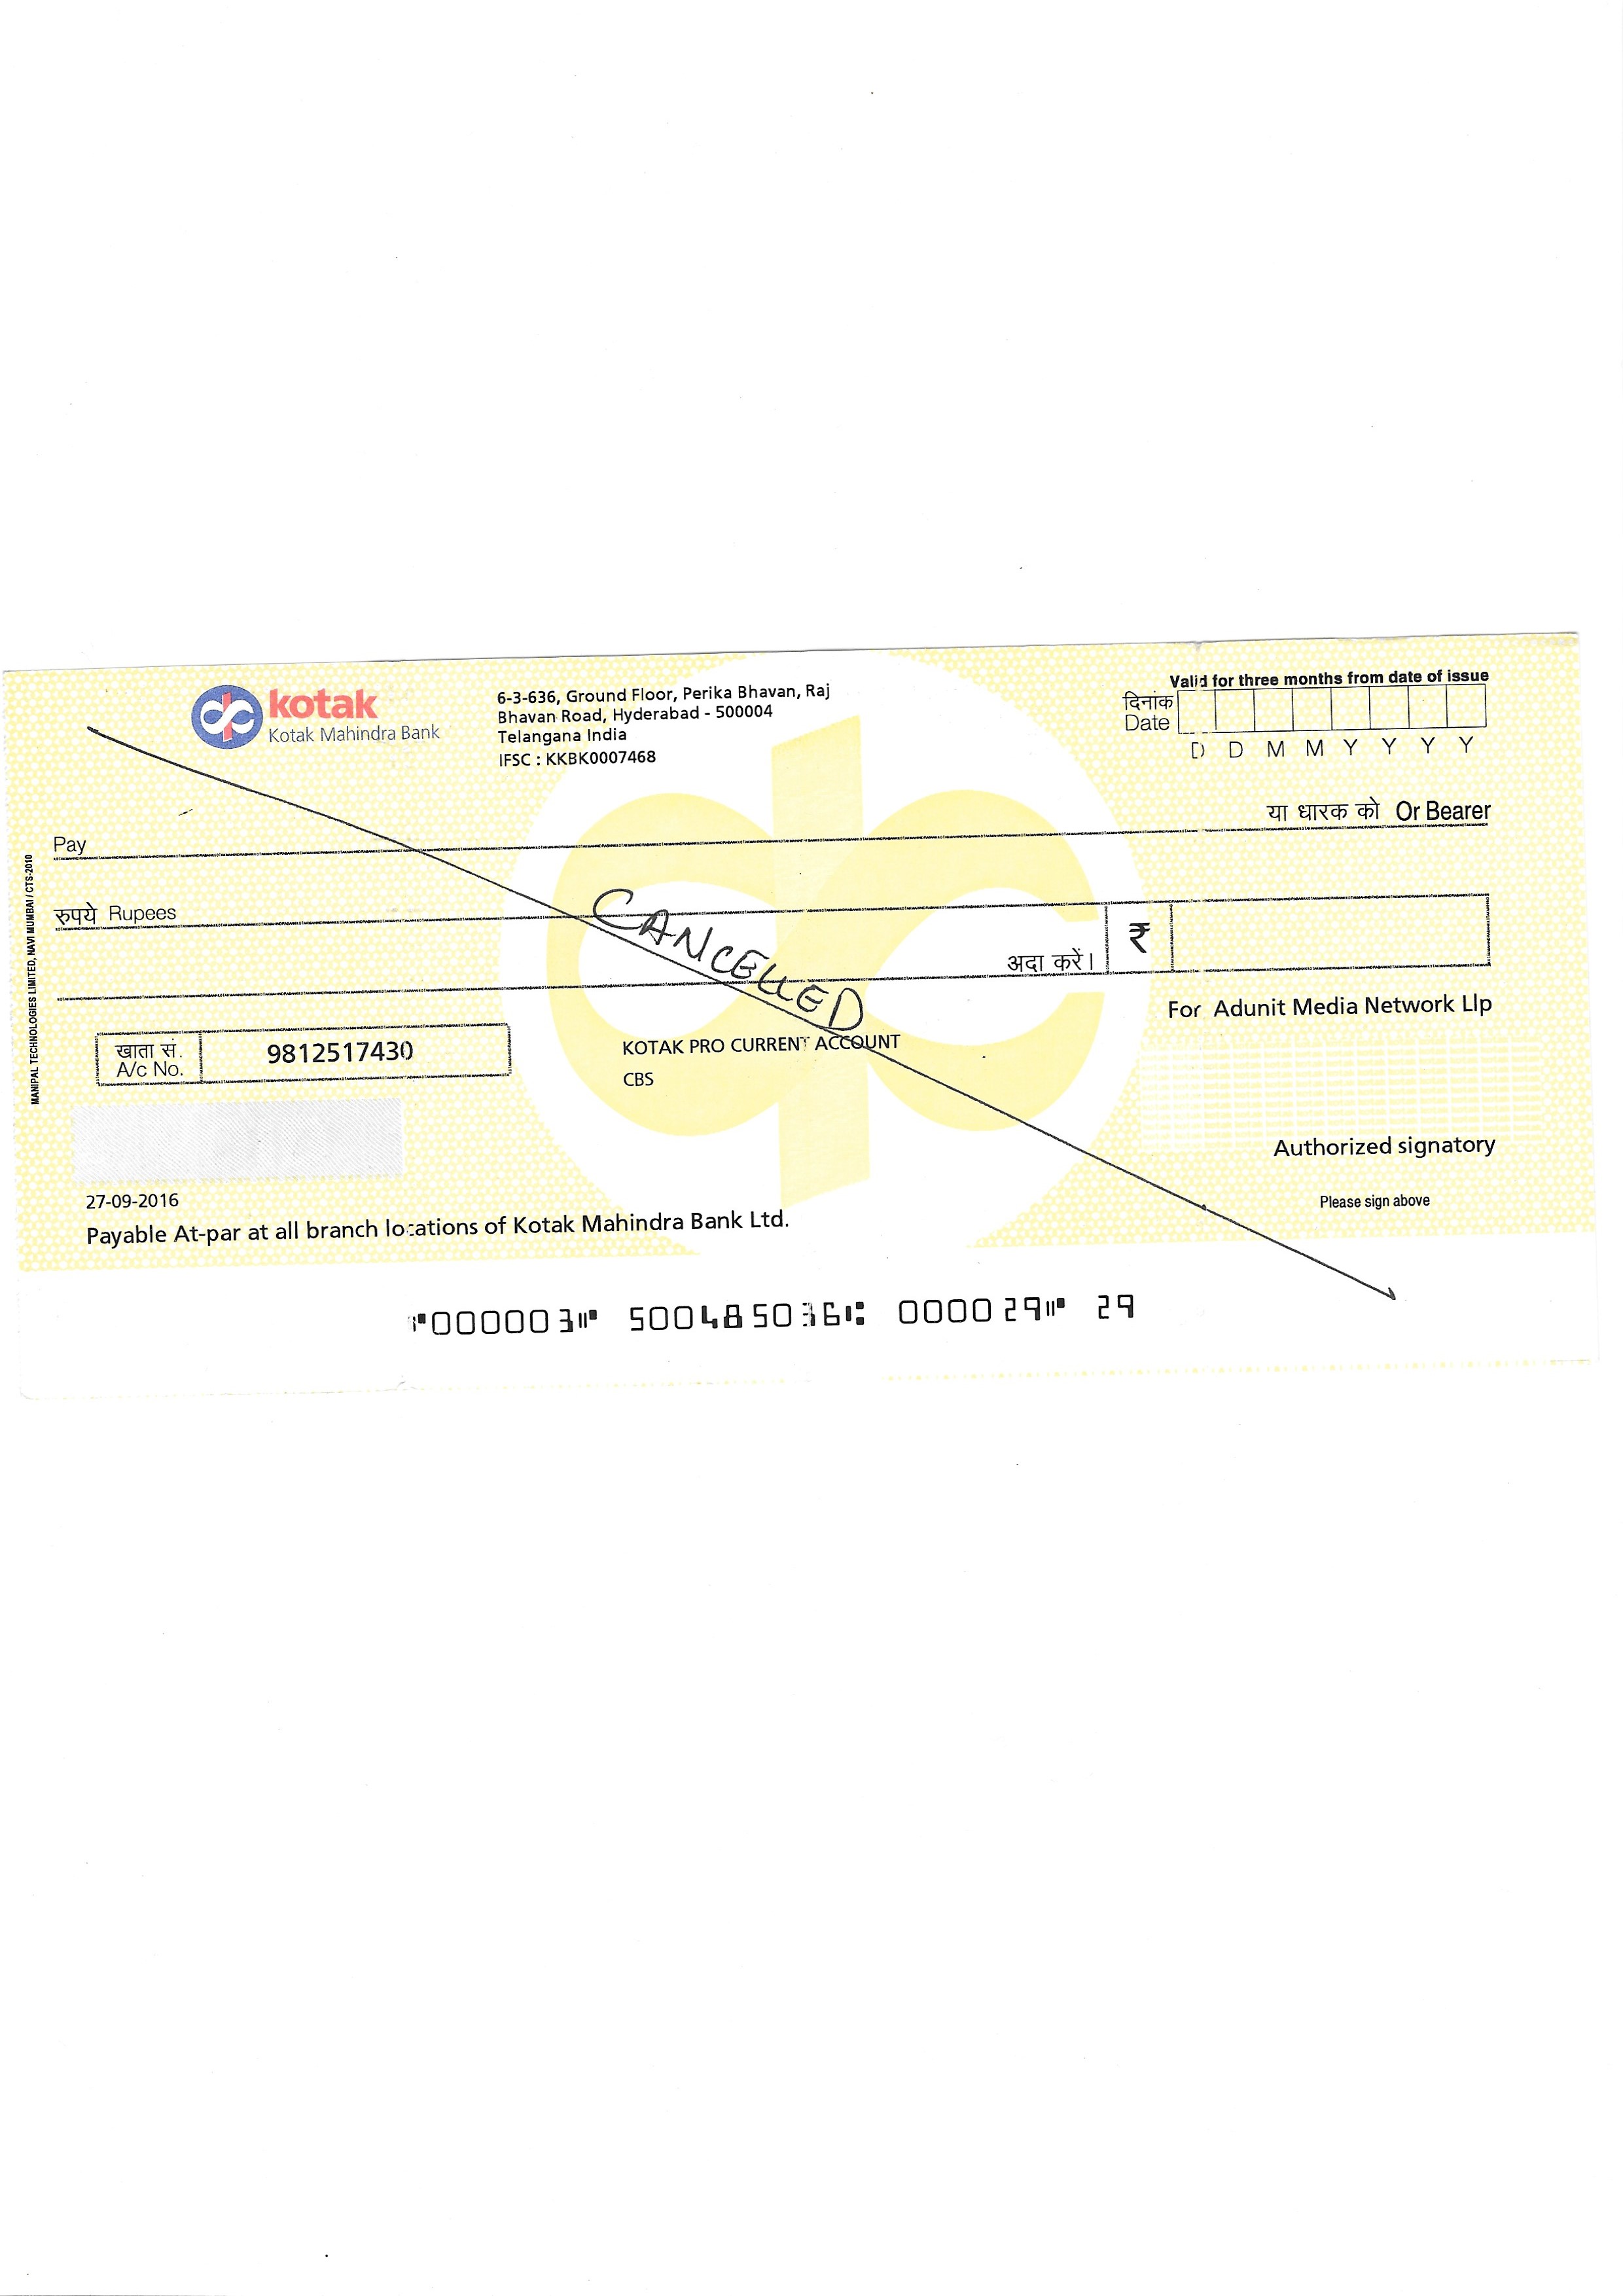 kotak
Kotak Mahindra Bank
6-3-636, Ground Floor, Perika Bhavan, Raj
Bhavan Road, Hyderabad - 500004
Telangana India
IFSC : KKBK0007468
Valid for three months from date of issue
दिनांक
Date
D D M M Y Y Y Y
Pay
या धारक को Or Bearer
रुपये Rupees
अदा करें।
₹
CANCELLED
For Adunit Media Network Llp
खाता सं.
A/c No.
9812517430
KOTAK PRO CURRENT ACCOUNT
CBS
Authorized signatory
Please sign above
27-09-2016
Payable At-par at all branch locations of Kotak Mahindra Bank Ltd.
MANIPAL TECHNOLOGIES LIMITED, NAVI MUMBAI / CTS-2010
⑈000003⑈ 500485036⑆ 000029⑈ 29